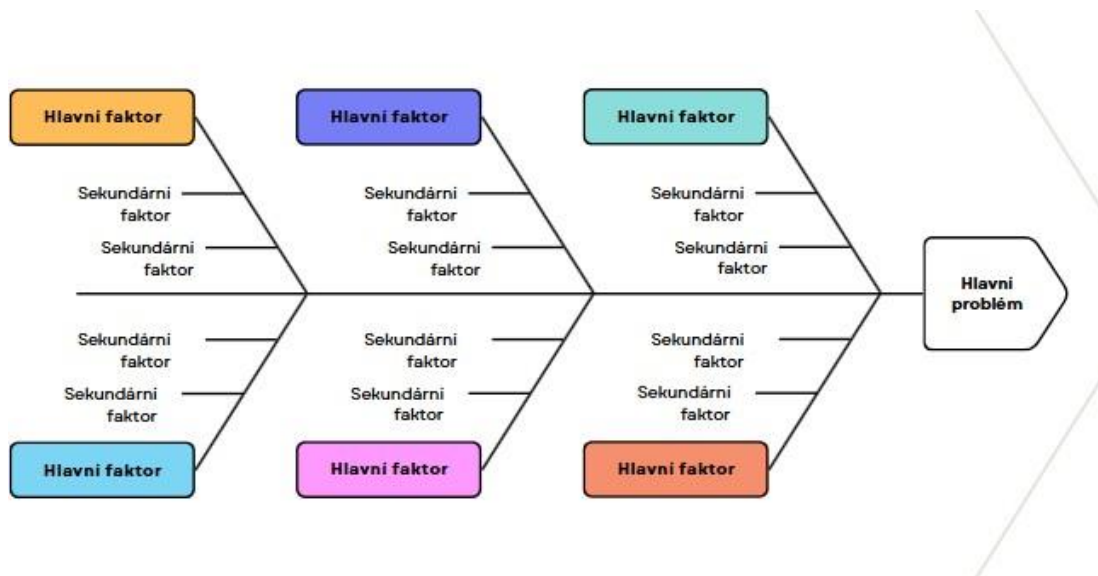 Hlavní faktor
Hlavní faktor
Hlavní faktor
Sekundární
faktor
Sekundární
faktor
Sekundární
faktor
Sekundární
faktor
Sekundární
faktor
Sekundární
faktor
Hlavní
problém
Sekundární
faktor
Sekundární
faktor
Sekundární
faktor
Sekundární
faktor
Sekundární
faktor
Sekundární
faktor
Hlavní faktor
Hlavní faktor
Hlavní faktor